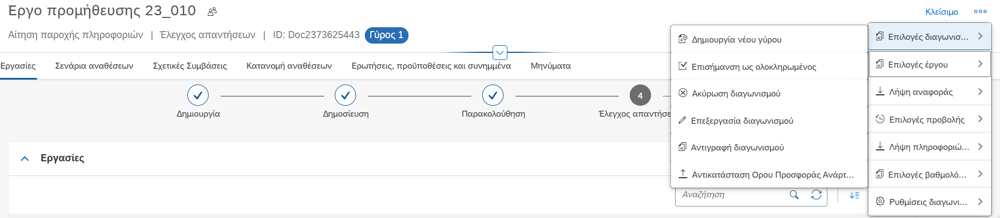 Έργο προμήθευσης 23_010
Κλείσιμο
Αίτηση παροχής πληροφοριών | Έλεγχος απαντήσεων | ID: Doc2373625443 Γύρος 1
Εργασίες Σενάρια αναθέσεων Σχετικές Συμβάσεις Κατανομή αναθέσεων Ερωτήσεις, προϋποθέσεις και συνημμένα Μηνύματα
4
Δημιουργία Δημοσίευση Παρακολούθηση Έλεγχος απαντήσε
Εργασίες
Αναζήτηση
Δημιουργία νέου γύρου
Επισήμανση ως ολοκληρωμένος
Ακύρωση διαγωνισμού
Επεξεργασία διαγωνισμού
Αντιγραφή διαγωνισμού
Αντικατάσταση Ορου Προσφοράς Ανάρτ...
Επιλογές διαγωνισ...
Επιλογές έργου
Λήψη αναφοράς
Επιλογές προβολής
Λήψη πληροφοριώ...
Επιλογές βαθμολό...
Ρυθμίσεις διαγωνι...